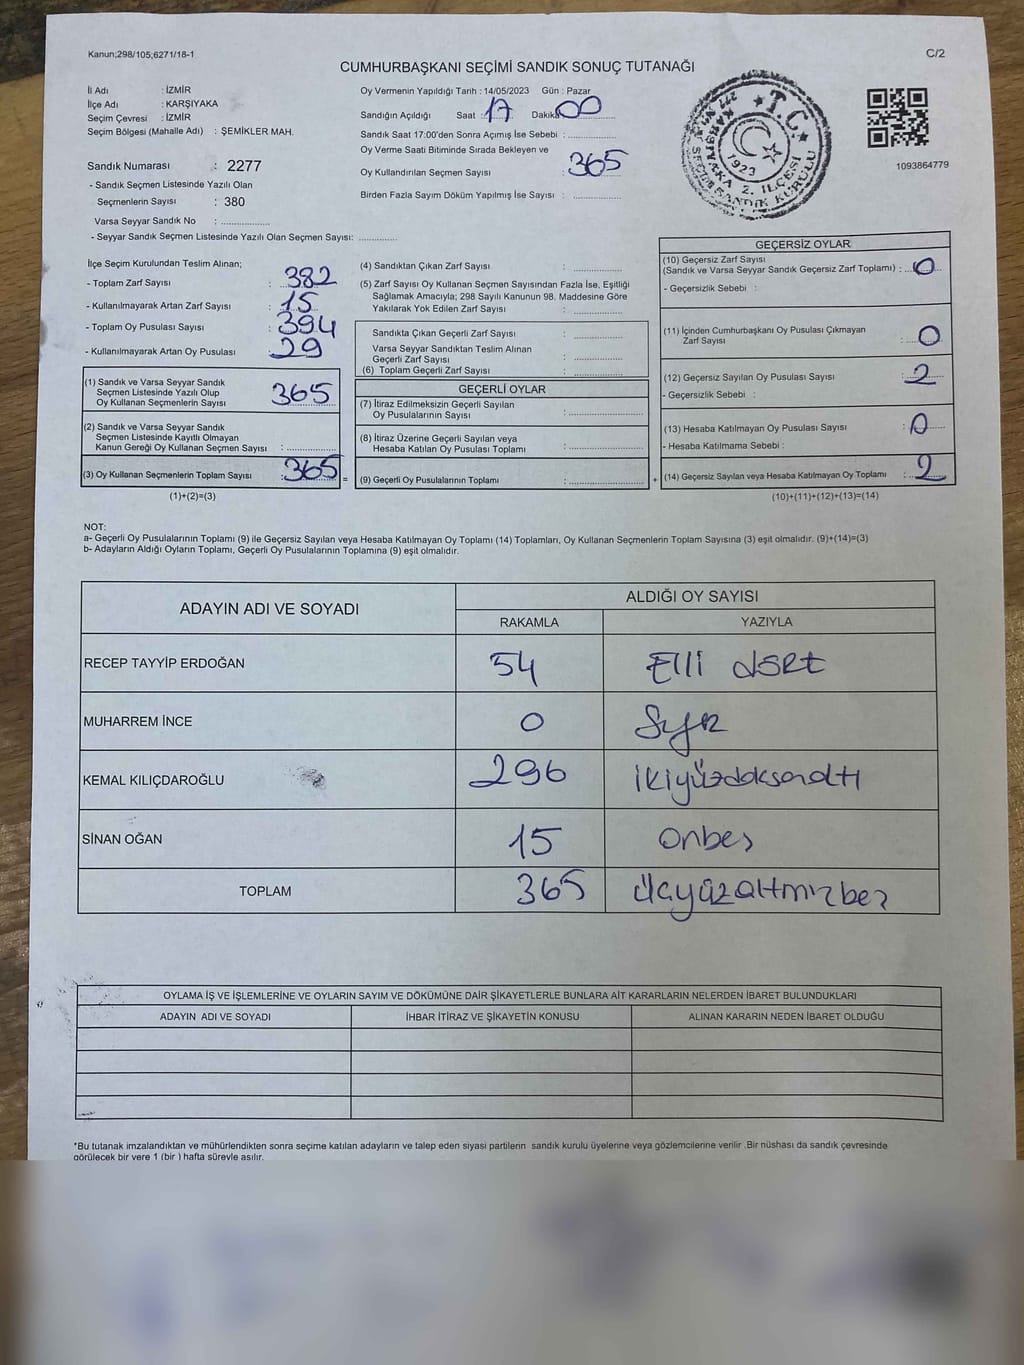 Kanun;298/105;6271/18-1
C/2
CUMHURBAŞKANI SEÇİMİ SANDIK SONUÇ TUTANAĞI
İl Adı : İZMİR
İlçe Adı : KARŞIYAKA
Seçim Çevresi : İZMİR
Seçim Bölgesi (Mahalle Adı) : ŞEMİKLER MAH.
Sandık Numarası : 2277
- Sandık Seçmen Listesinde Yazılı Olan
Seçmenlerin Sayısı : 380
Varsa Seyyar Sandık No : ..................
- Seyyar Sandık Seçmen Listesinde Yazılı Olan Seçmen Sayısı: ..............
Oy Vermenin Yapıldığı Tarih : 14/05/2023 Gün : Pazar
Sandığın Açıldığı Saat : 17 Dakika: 00
Sandık Saat 17:00'den Sonra Açımış İse Sebebi : ..................
Oy Verme Saati Bitiminde Sırada Bekleyen ve
Oy Kullandırılan Seçmen Sayısı : 365
Birden Fazla Sayım Döküm Yapılmış İse Sayısı : ..................
T.C.
1923
KARŞIYAKA 2. İLÇESİ
SEÇİM SANDIK KURULU
1093864779
İlçe Seçim Kurulundan Teslim Alınan;
- Toplam Zarf Sayısı : 382
- Kullanılmayarak Artan Zarf Sayısı : 15
- Toplam Oy Pusulası Sayısı : 394
- Kullanılmayarak Artan Oy Pusulası : 29
(1) Sandık ve Varsa Seyyar Sandık
Seçmen Listesinde Yazılı Olup
Oy Kullanan Seçmenlerin Sayısı 365
(2) Sandık ve Varsa Seyyar Sandık
Seçmen Listesinde Kayıtlı Olmayan
Kanun Gereği Oy Kullanan Seçmen Sayısı : ..................
(3) Oy Kullanan Seçmenlerin Toplam Sayısı : 365 =
(1)+(2)=(3)
(4) Sandıktan Çıkan Zarf Sayısı : ..................
(5) Zarf Sayısı Oy Kullanan Seçmen Sayısından Fazla İse, Eşitliği
Sağlamak Amacıyla; 298 Sayılı Kanunun 98. Maddesine Göre
Yakılarak Yok Edilen Zarf Sayısı : ..................
Sandıkta Çıkan Geçerli Zarf Sayısı : ..................
Varsa Seyyar Sandıktan Teslim Alınan
Geçerli Zarf Sayısı : ..................
(6) Toplam Geçerli Zarf Sayısı : ..................
GEÇERLİ OYLAR
(7) İtiraz Edilmeksizin Geçerli Sayılan
Oy Pusulalarının Sayısı : ..................
(8) İtiraz Üzerine Geçerli Sayılan veya
Hesaba Katılan Oy Pusulası Toplamı : ..................
(9) Geçerli Oy Pusulalarının Toplamı : .................. +
GEÇERSİZ OYLAR
(10) Geçersiz Zarf Sayısı
(Sandık ve Varsa Seyyar Sandık Geçersiz Zarf Toplamı) : 0
- Geçersizlik Sebebi :
(11) İçinden Cumhurbaşkanı Oy Pusulası Çıkmayan
Zarf Sayısı : 0
(12) Geçersiz Sayılan Oy Pusulası Sayısı : 2
- Geçersizlik Sebebi :
(13) Hesaba Katılmayan Oy Pusulası Sayısı : 0
- Hesaba Katılmama Sebebi :
(14) Geçersiz Sayılan veya Hesaba Katılmayan Oy Toplamı : 2
(10)+(11)+(12)+(13)=(14)
NOT:
a- Geçerli Oy Pusulalarının Toplamı (9) ile Geçersiz Sayılan veya Hesaba Katılmayan Oy Toplamı (14) Toplamları, Oy Kullanan Seçmenlerin Toplam Sayısına (3) eşit olmalıdır. (9)+(14)=(3)
b- Adayların Aldığı Oyların Toplamı, Geçerli Oy Pusulalarının Toplamına (9) eşit olmalıdır.
ADAYIN ADI VE SOYADI
ALDIĞI OY SAYISI
RAKAMLA YAZIYLA
RECEP TAYYİP ERDOĞAN 54 Elli dört
MUHARREM İNCE 0 Sıfır
KEMAL KILIÇDAROĞLU 296 ikiyüzdoksanaltı
SİNAN OĞAN 15 onbeş
TOPLAM 365 Üçyüzaltmışbeş
OYLAMA İŞ VE İŞLEMLERİNE VE OYLARIN SAYIM VE DÖKÜMÜNE DAİR ŞİKAYETLERLE BUNLARA AİT KARARLARIN NELERDEN İBARET BULUNDUKLARI
ADAYIN ADI VE SOYADI İHBAR İTİRAZ VE ŞİKAYETİN KONUSU ALINAN KARARIN NEDEN İBARET OLDUĞU
*Bu tutanak imzalandıktan ve mühürlendikten sonra seçime katılan adayların ve talep eden siyasi partilerin sandık kurulu üyelerine veya gözlemcilerine verilir .Bir nüshası da sandık çevresinde
görülecek bir yere 1 (bir ) hafta süreyle asılır.